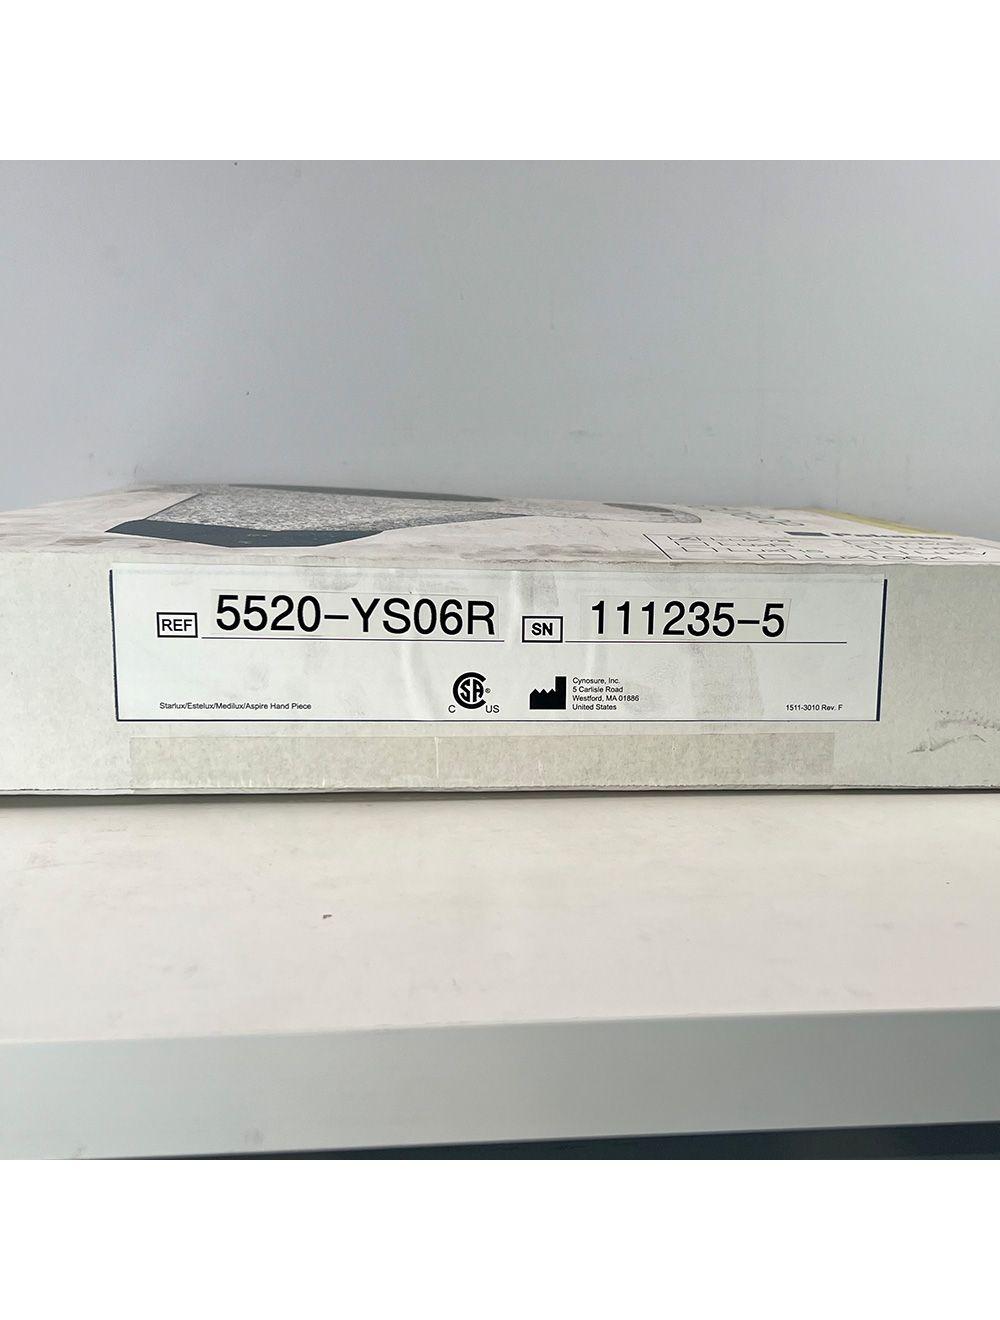 REF 5520-YS06R SN 111235-5
Starlux/Estelux/Medilux/Aspire Hand Piece
CSA®
C US
Cynosure, Inc.
5 Carlisle Road
Westford, MA 01886
United States
1511-3010 Rev. F